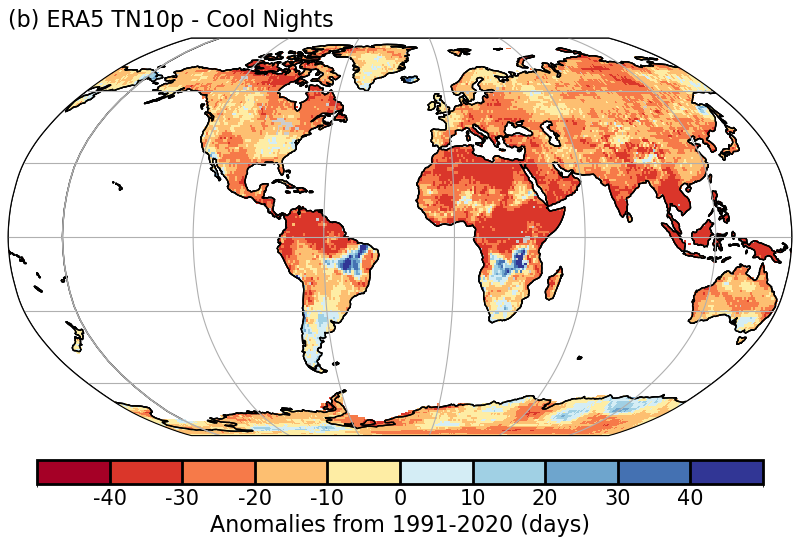 (b) ERA5 TN10p - Cool Nights
-40 -30 -20 -10 0 10 20 30 40
Anomalies from 1991-2020 (days)